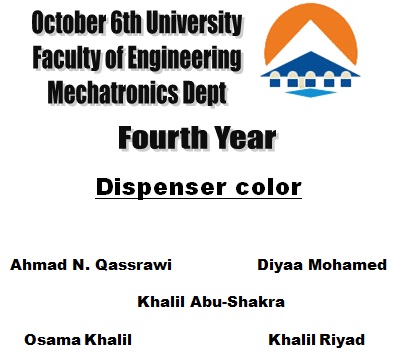 October 6th University
Faculty of Engineering
Mechatronics Dept
Fourth Year
Dispenser color
Ahmad N. Qassrawi Diyaa Mohamed
Khalil Abu-Shakra
Osama Khalil Khalil Riyad